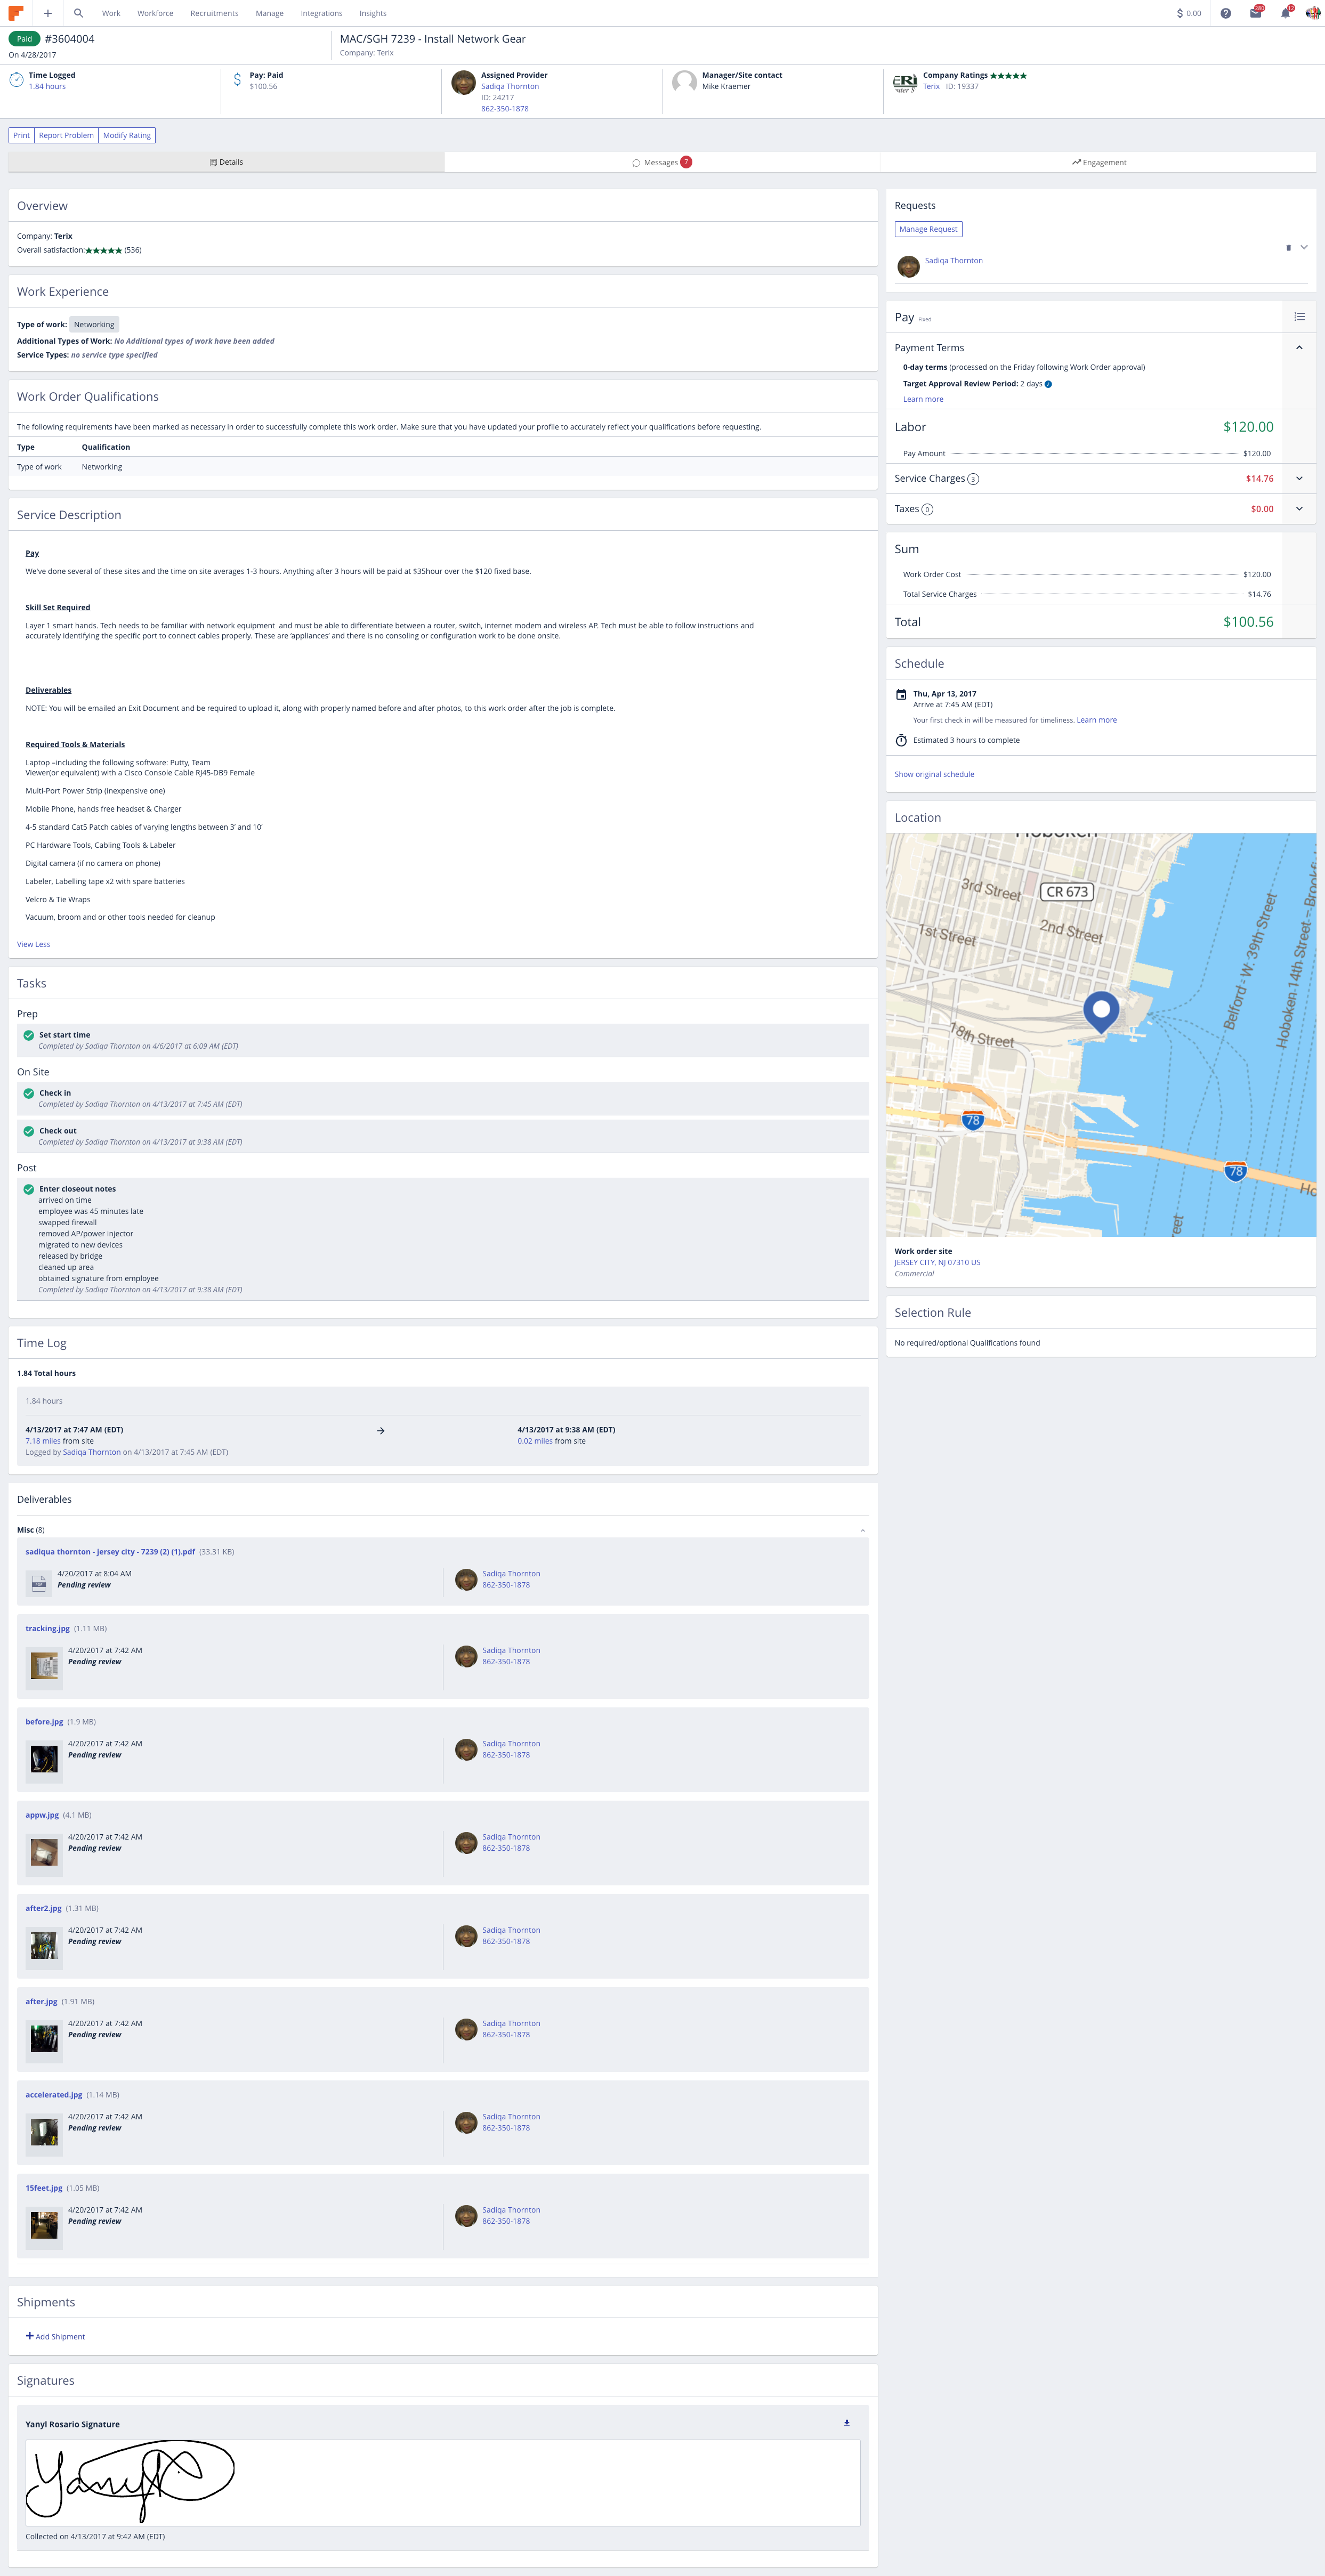 Work Workforce Recruitments Manage Integrations Insights
$ 0.00
280
12
Paid #3604004
On 4/28/2017
MAC/SGH 7239 - Install Network Gear
Company: Terix
Time Logged
1.84 hours
Pay: Paid
$100.56
Assigned Provider
Sadiqa Thornton
ID: 24217
862-350-1878
Manager/Site contact
Mike Kraemer
Company Ratings
Terix ID: 19337
Print Report Problem Modify Rating
Details
Messages 7
Engagement
Overview
Company: Terix
Overall satisfaction: (536)
Work Experience
Type of work: Networking
Additional Types of Work: No Additional types of work have been added
Service Types: no service type specified
Work Order Qualifications
The following requirements have been marked as necessary in order to successfully complete this work order. Make sure that you have updated your profile to accurately reflect your qualifications before requesting.
Type Qualification
Type of work Networking
Service Description
Pay
We've done several of these sites and the time on site averages 1-3 hours. Anything after 3 hours will be paid at $35hour over the $120 fixed base.
Skill Set Required
Layer 1 smart hands. Tech needs to be familiar with network equipment and must be able to differentiate between a router, switch, internet modem and wireless AP. Tech must be able to follow instructions and
accurately identifying the specific port to connect cables properly. These are 'appliances' and there is no consoling or configuration work to be done onsite.
Deliverables
NOTE: You will be emailed an Exit Document and be required to upload it, along with properly named before and after photos, to this work order after the job is complete.
Required Tools & Materials
Laptop –including the following software: Putty, Team
Viewer(or equivalent) with a Cisco Console Cable RJ45-DB9 Female
Multi-Port Power Strip (inexpensive one)
Mobile Phone, hands free headset & Charger
4-5 standard Cat5 Patch cables of varying lengths between 3' and 10'
PC Hardware Tools, Cabling Tools & Labeler
Digital camera (if no camera on phone)
Labeler, Labelling tape x2 with spare batteries
Velcro & Tie Wraps
Vacuum, broom and or other tools needed for cleanup
View Less
Tasks
Prep
Set start time
Completed by Sadiqa Thornton on 4/6/2017 at 6:09 AM (EDT)
On Site
Check in
Completed by Sadiqa Thornton on 4/13/2017 at 7:45 AM (EDT)
Check out
Completed by Sadiqa Thornton on 4/13/2017 at 9:38 AM (EDT)
Post
Enter closeout notes
arrived on time
employee was 45 minutes late
swapped firewall
removed AP/power injector
migrated to new devices
released by bridge
cleaned up area
obtained signature from employee
Completed by Sadiqa Thornton on 4/13/2017 at 9:38 AM (EDT)
Time Log
1.84 Total hours
1.84 hours
4/13/2017 at 7:47 AM (EDT)
7.18 miles from site
Logged by Sadiqa Thornton on 4/13/2017 at 7:45 AM (EDT)
4/13/2017 at 9:38 AM (EDT)
0.02 miles from site
Deliverables
Misc (8)
sadiqua thornton - jersey city - 7239 (2) (1).pdf (33.31 KB)
4/20/2017 at 8:04 AM
Pending review
Sadiqa Thornton
862-350-1878
tracking.jpg (1.11 MB)
4/20/2017 at 7:42 AM
Pending review
Sadiqa Thornton
862-350-1878
before.jpg (1.9 MB)
4/20/2017 at 7:42 AM
Pending review
Sadiqa Thornton
862-350-1878
appw.jpg (4.1 MB)
4/20/2017 at 7:42 AM
Pending review
Sadiqa Thornton
862-350-1878
after2.jpg (1.31 MB)
4/20/2017 at 7:42 AM
Pending review
Sadiqa Thornton
862-350-1878
after.jpg (1.91 MB)
4/20/2017 at 7:42 AM
Pending review
Sadiqa Thornton
862-350-1878
accelerated.jpg (1.14 MB)
4/20/2017 at 7:42 AM
Pending review
Sadiqa Thornton
862-350-1878
15feet.jpg (1.05 MB)
4/20/2017 at 7:42 AM
Pending review
Sadiqa Thornton
862-350-1878
Shipments
Add Shipment
Signatures
Yanyl Rosario Signature
Collected on 4/13/2017 at 9:42 AM (EDT)
Requests
Manage Request
Sadiqa Thornton
Pay Fixed
Payment Terms
0-day terms (processed on the Friday following Work Order approval)
Target Approval Review Period: 2 days
Learn more
Labor $120.00
Pay Amount $120.00
Service Charges 3 $14.76
Taxes 0 $0.00
Sum
Work Order Cost $120.00
Total Service Charges $14.76
Total $100.56
Schedule
Thu, Apr 13, 2017
Arrive at 7:45 AM (EDT)
Your first check in will be measured for timeliness. Learn more
Estimated 3 hours to complete
Show original schedule
Location
Hoboken
CR 673
3rd Street
2nd Street
1st Street
18th Street
Belford - W. 39th Street
Hoboken 14th Street - Brookf
78
78
Ho
Work order site
JERSEY CITY, NJ 07310 US
Commercial
Selection Rule
No required/optional Qualifications found